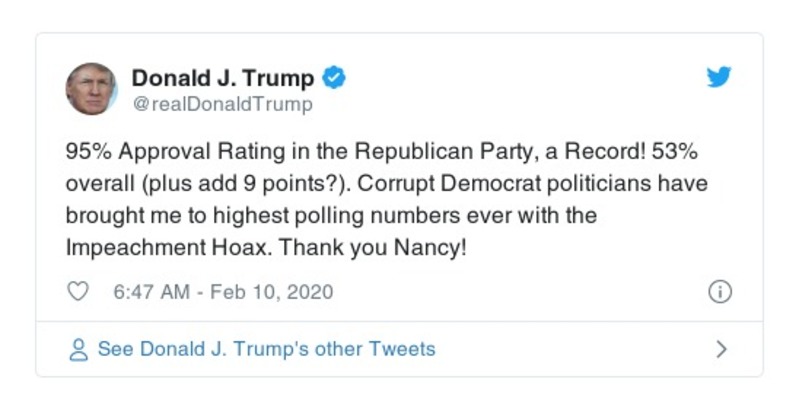 Donald J. Trump
@realDonaldTrump
95% Approval Rating in the Republican Party, a Record! 53%
overall (plus add 9 points?). Corrupt Democrat politicians have
brought me to highest polling numbers ever with the
Impeachment Hoax. Thank you Nancy!
6:47 AM - Feb 10, 2020
See Donald J. Trump's other Tweets